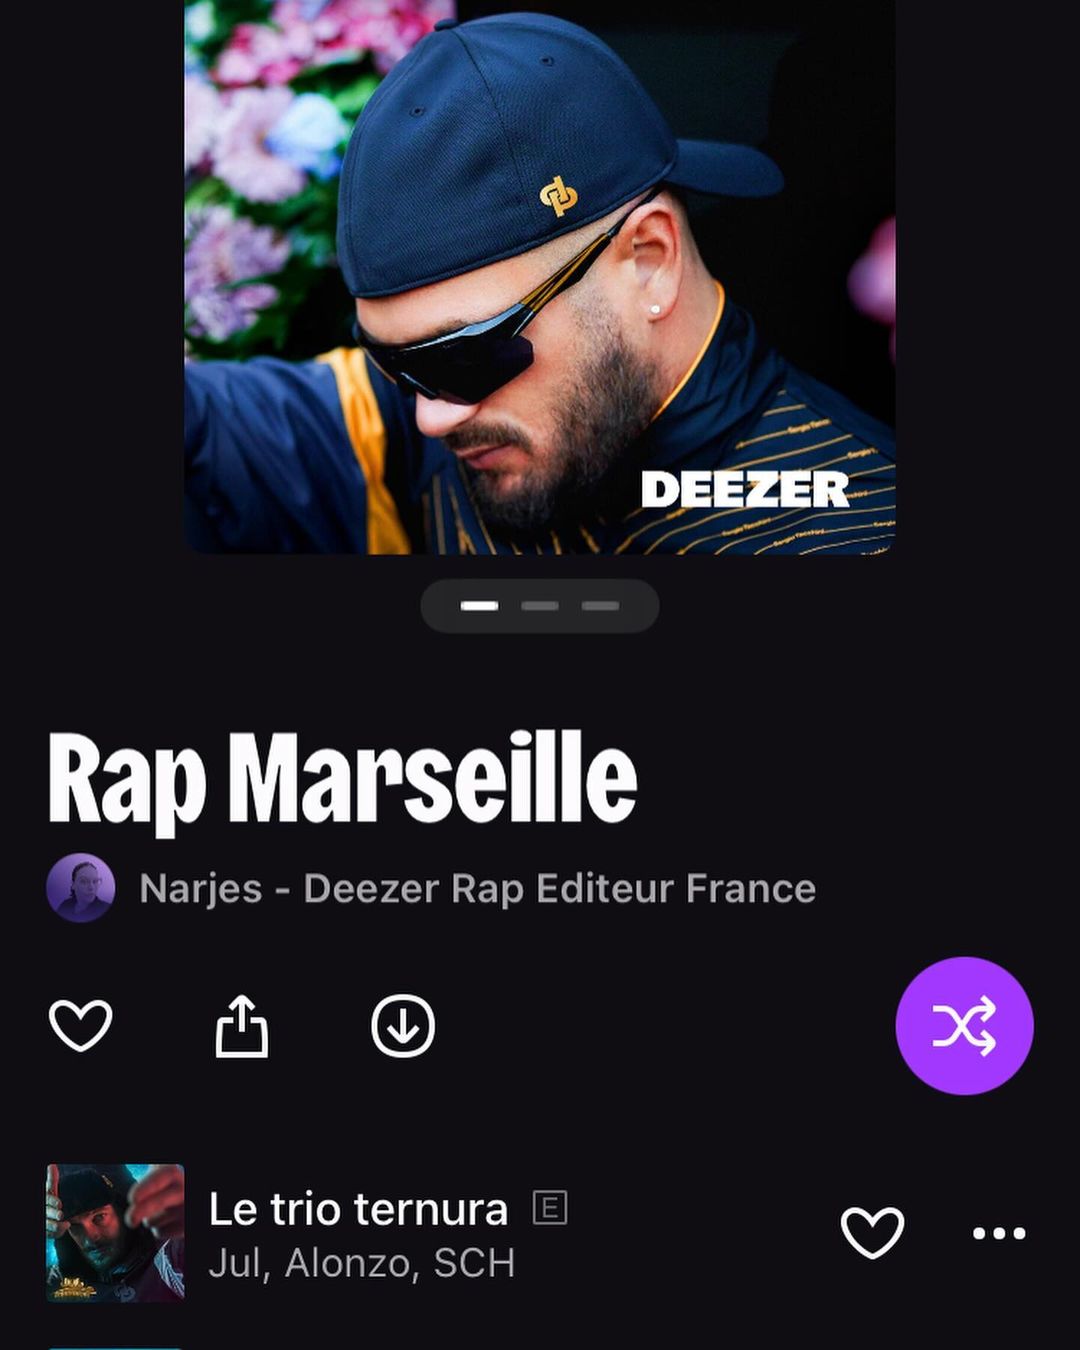 DEEZER
Rap Marseille
Narjes - Deezer Rap Editeur France
Le trio ternura E
Jul, Alonzo, SCH